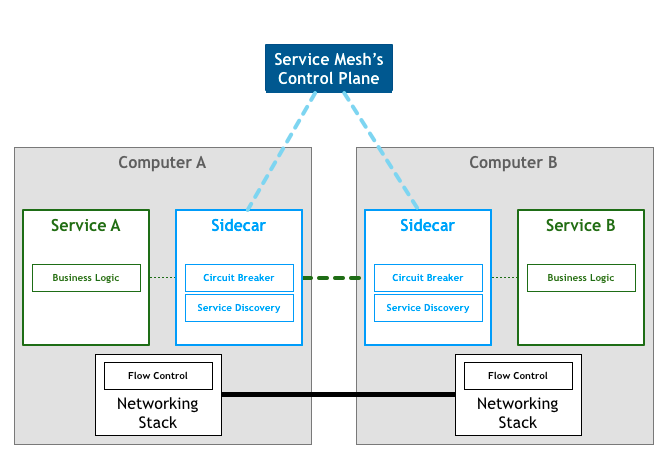 Service Mesh's
Control Plane
Computer A
Computer B
Service A
Sidecar
Sidecar
Service B
Business Logic
Circuit Breaker
Circuit Breaker
Business Logic
Service Discovery
Service Discovery
Flow Control
Flow Control
Networking
Stack
Networking
Stack